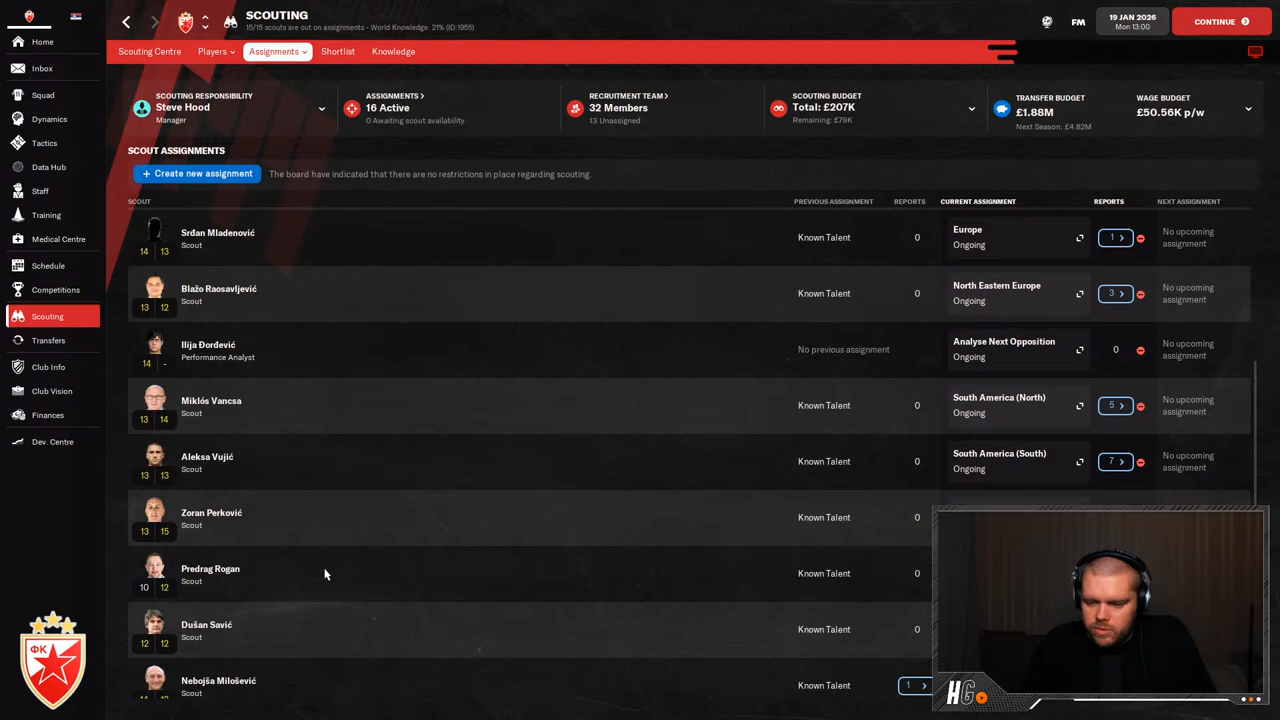 SCOUTING
15/15 scouts are out on assignments - World Knowledge: 21% (ID:1955)
FM
19 JAN 2026
Mon 13:00
CONTINUE
Home
Inbox
Squad
Dynamics
Tactics
Data Hub
Staff
Training
Medical Centre
Schedule
Competitions
Scouting
Transfers
Club Info
Club Vision
Finances
Dev. Centre
ФК
Scouting Centre
Players
Assignments
Shortlist
Knowledge
SCOUTING RESPONSIBILITY
Steve Hood
Manager
ASSIGNMENTS >
16 Active
0 Awaiting scout availability
RECRUITMENT TEAM >
32 Members
13 Unassigned
SCOUTING BUDGET
Total: £207K
Remaining: £79K
TRANSFER BUDGET
£1.88M
Next Season: £4.82M
WAGE BUDGET
£50.56K p/w
SCOUT ASSIGNMENTS
+ Create new assignment
The board have indicated that there are no restrictions in place regarding scouting.
SCOUT PREVIOUS ASSIGNMENT REPORTS CURRENT ASSIGNMENT REPORTS NEXT ASSIGNMENT
Srđan Mladenović
Scout
14 13
Known Talent 0
Europe
Ongoing
1 >
No upcoming
assignment
Blažo Raosavljević
Scout
13 12
Known Talent 0
North Eastern Europe
Ongoing
3 >
No upcoming
assignment
Ilija Đorđević
Performance Analyst
14 -
No previous assignment
Analyse Next Opposition
Ongoing
0
No upcoming
assignment
Miklós Vancsa
Scout
13 14
Known Talent 0
South America (North)
Ongoing
5 >
No upcoming
assignment
Aleksa Vujić
Scout
13 13
Known Talent 0
South America (South)
Ongoing
7 >
No upcoming
assignment
Zoran Perković
Scout
13 15
Known Talent 0
Predrag Rogan
Scout
10 12
Known Talent 0
Dušan Savić
Scout
12 12
Known Talent 0
Nebojša Milošević
Scout
Known Talent 1 >
HG